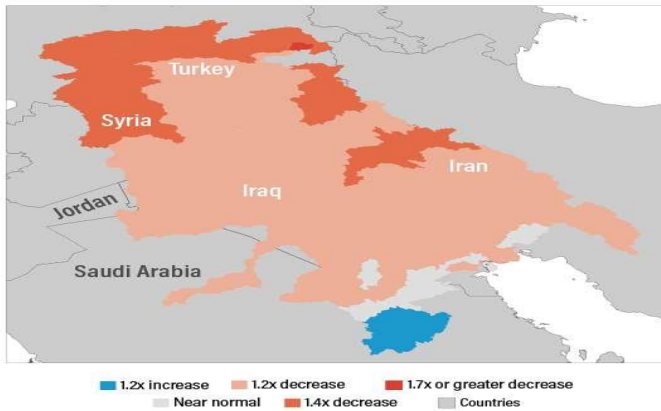 Turkey
Syria
Iran
Iraq
Jordan
Saudi Arabia
1.2x increase 1.2x decrease 1.7x or greater decrease
Near normal 1.4x decrease Countries